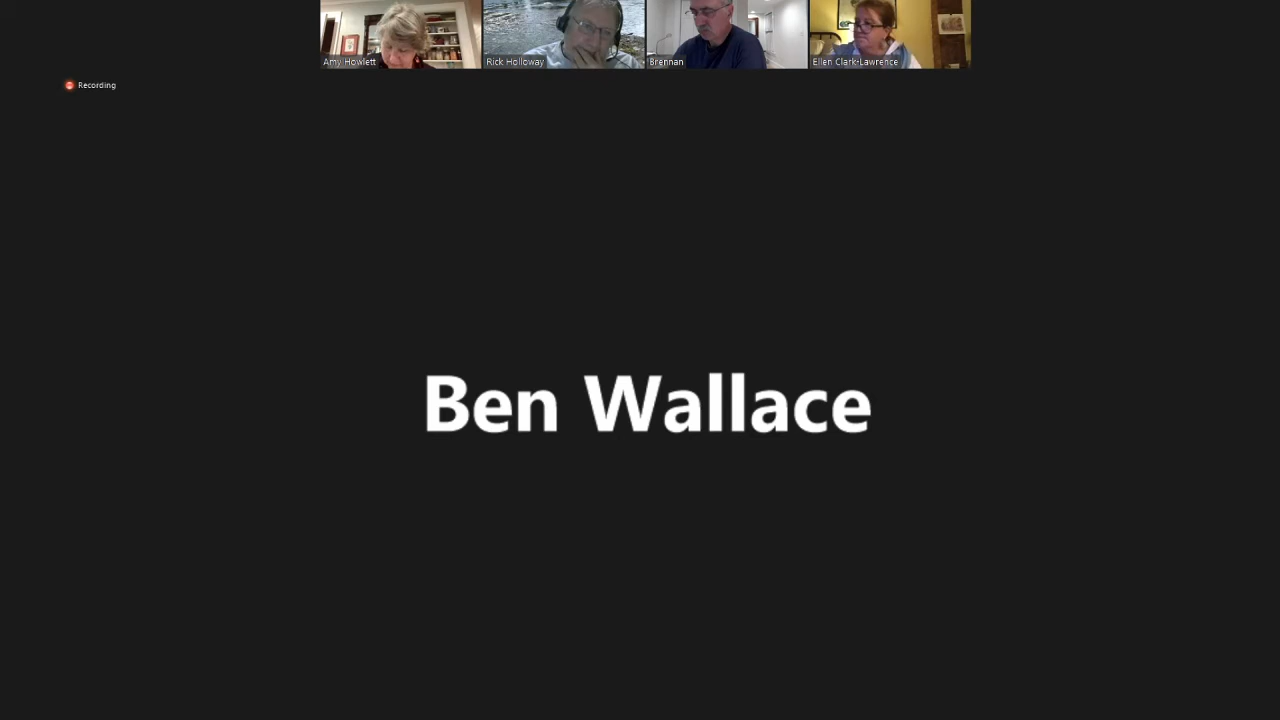 Amy Howlett
Rick Holloway
Brennan
Ellen Clark-Lawrence
Recording
Ben Wallace